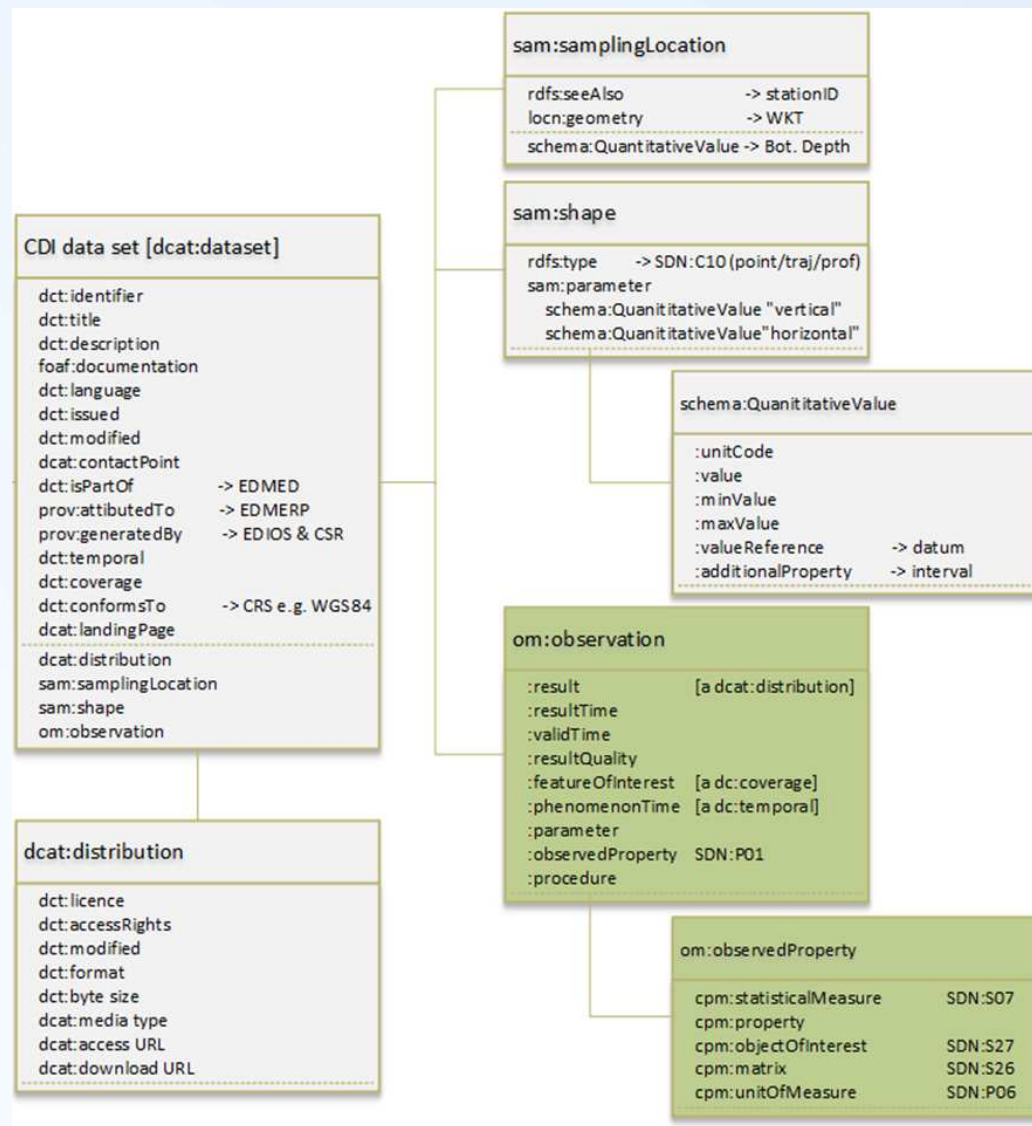 sam:samplingLocation
rdfs:seeAlso -> stationID
locn:geometry -> WKT
schema:QuantitativeValue -> Bot. Depth
sam:shape
rdfs:type -> SDN:C10 (point/traj/prof)
sam:parameter
schema:QuanititativeValue "vertical"
schema:QuanititativeValue"horizontal"
schema:QuanititativeValue
:unitCode
:value
:minValue
:maxValue
:valueReference -> datum
:additionalProperty -> interval
CDI data set [dcat:dataset]
dct:identifier
dct:title
dct:description
foaf:documentation
dct:language
dct:issued
dct:modified
dcat:contactPoint
dct:isPartOf -> EDMED
prov:attibutedTo -> EDMERP
prov:generatedBy -> EDIOS & CSR
dct:temporal
dct:coverage
dct:conformsTo -> CRS e.g. WGS84
dcat:landingPage
dcat:distribution
sam:samplingLocation
sam:shape
om:observation
om:observation
:result [a dcat:distribution]
:resultTime
:validTime
:resultQuality
:featureOfInterest [a dc:coverage]
:phenomenonTime [a dc:temporal]
:parameter
:observedProperty SDN:P01
:procedure
dcat:distribution
dct:licence
dct:accessRights
dct:modified
dct:format
dct:byte size
dcat:media type
dcat:access URL
dcat:download URL
om:observedProperty
cpm:statisticalMeasure SDN:S07
cpm:property
cpm:objectOfInterest SDN:S27
cpm:matrix SDN:S26
cpm:unitOfMeasure SDN:P06